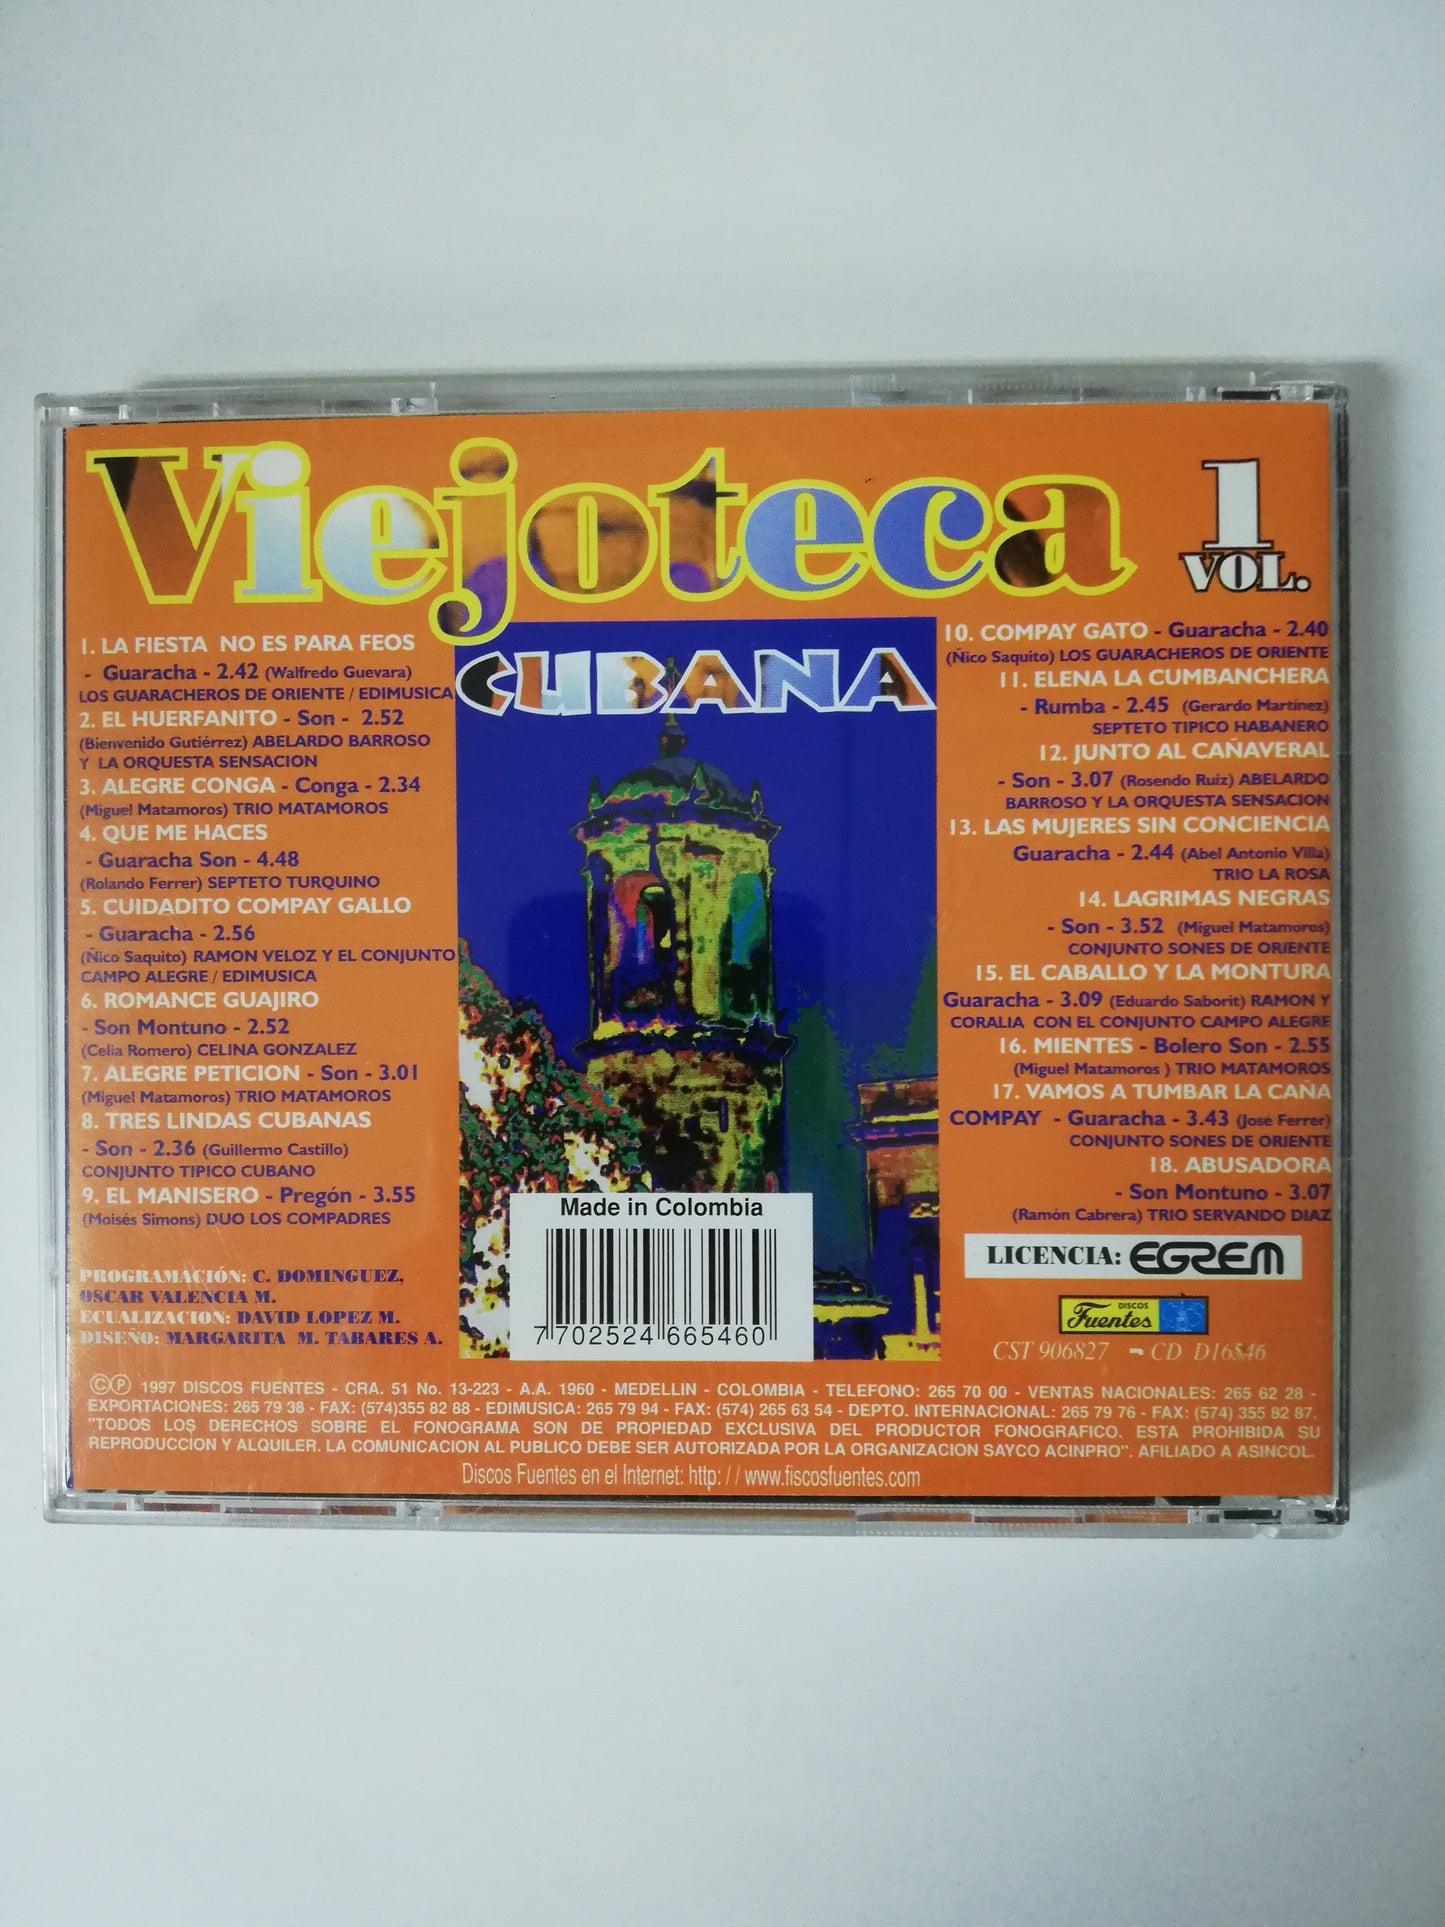 Viejoteca
1
VOL.
CUBANA
1. LA FIESTA NO ES PARA FEOS
- Guaracha - 2.42 (Walfredo Guevara)
LOS GUARACHEROS DE ORIENTE / EDIMUSICA
2. EL HUERFANITO - Son - 2.52
(Bienvenido Gutiérrez) ABELARDO BARROSO
Y LA ORQUESTA SENSACION
3. ALEGRE CONGA - Conga - 2.34
(Miguel Matamoros) TRIO MATAMOROS
4. QUE ME HACES
- Guaracha Son - 4.48
(Rolando Ferrer) SEPTETO TURQUINO
5. CUIDADITO COMPAY GALLO
- Guaracha - 2.56
(Ñico Saquito) RAMON VELOZ Y EL CONJUNTO
CAMPO ALEGRE / EDIMUSICA
6. ROMANCE GUAJIRO
- Son Montuno - 2.52
(Celia Romero) CELINA GONZALEZ
7. ALEGRE PETICION - Son - 3.01
(Miguel Matamoros) TRIO MATAMOROS
8. TRES LINDAS CUBANAS
- Son - 2.36 (Guillermo Castillo)
CONJUNTO TIPICO CUBANO
9. EL MANISERO - Pregón - 3.55
(Moisés Simons) DUO LOS COMPADRES
PROGRAMACIÓN: C. DOMINGUEZ,
OSCAR VALENCIA M.
ECUALIZACION: DAVID LOPEZ M.
DISEÑO: MARGARITA M. TABARES A.
10. COMPAY GATO - Guaracha - 2.40
(Ñico Saquito) LOS GUARACHEROS DE ORIENTE
11. ELENA LA CUMBANCHERA
- Rumba - 2.45 (Gerardo Martínez)
SEPTETO TIPICO HABANERO
12. JUNTO AL CAÑAVERAL
- Son - 3.07 (Rosendo Ruiz) ABELARDO
BARROSO Y LA ORQUESTA SENSACION
13. LAS MUJERES SIN CONCIENCIA
Guaracha - 2.44 (Abel Antonio Villa)
TRIO LA ROSA
14. LAGRIMAS NEGRAS
- Son - 3.52 (Miguel Matamoros)
CONJUNTO SONES DE ORIENTE
15. EL CABALLO Y LA MONTURA
Guaracha - 3.09 (Eduardo Saborit) RAMON Y
CORALIA CON EL CONJUNTO CAMPO ALEGRE
16. MIENTES - Bolero Son - 2.55
(Miguel Matamoros ) TRIO MATAMOROS
17. VAMOS A TUMBAR LA CAÑA
COMPAY - Guaracha - 3.43 (José Ferrer)
CONJUNTO SONES DE ORIENTE
18. ABUSADORA
- Son Montuno - 3.07
(Ramón Cabrera) TRIO SERVANDO DIAZ
LICENCIA: EGREM
DISCOS
Fuentes
CST 906827 - CD D16546
Made in Colombia
7 702524 665460
©℗ 1997 DISCOS FUENTES - CRA. 51 No. 13-223 - A.A. 1960 - MEDELLIN - COLOMBIA - TELEFONO: 265 70 00 - VENTAS NACIONALES: 265 62 28 -
EXPORTACIONES: 265 79 38 - FAX: (574)355 82 88 - EDIMUSICA: 265 79 94 - FAX: (574) 265 63 54 - DEPTO. INTERNACIONAL: 265 79 76 - FAX: (574) 355 82 87.
"TODOS LOS DERECHOS SOBRE EL FONOGRAMA SON DE PROPIEDAD EXCLUSIVA DEL PRODUCTOR FONOGRAFICO. ESTA PROHIBIDA SU
REPRODUCCION Y ALQUILER. LA COMUNICACION AL PUBLICO DEBE SER AUTORIZADA POR LA ORGANIZACION SAYCO ACINPRO". AFILIADO A ASINCOL.
Discos Fuentes en el Internet: http: / / www.fiscosfuentes.com